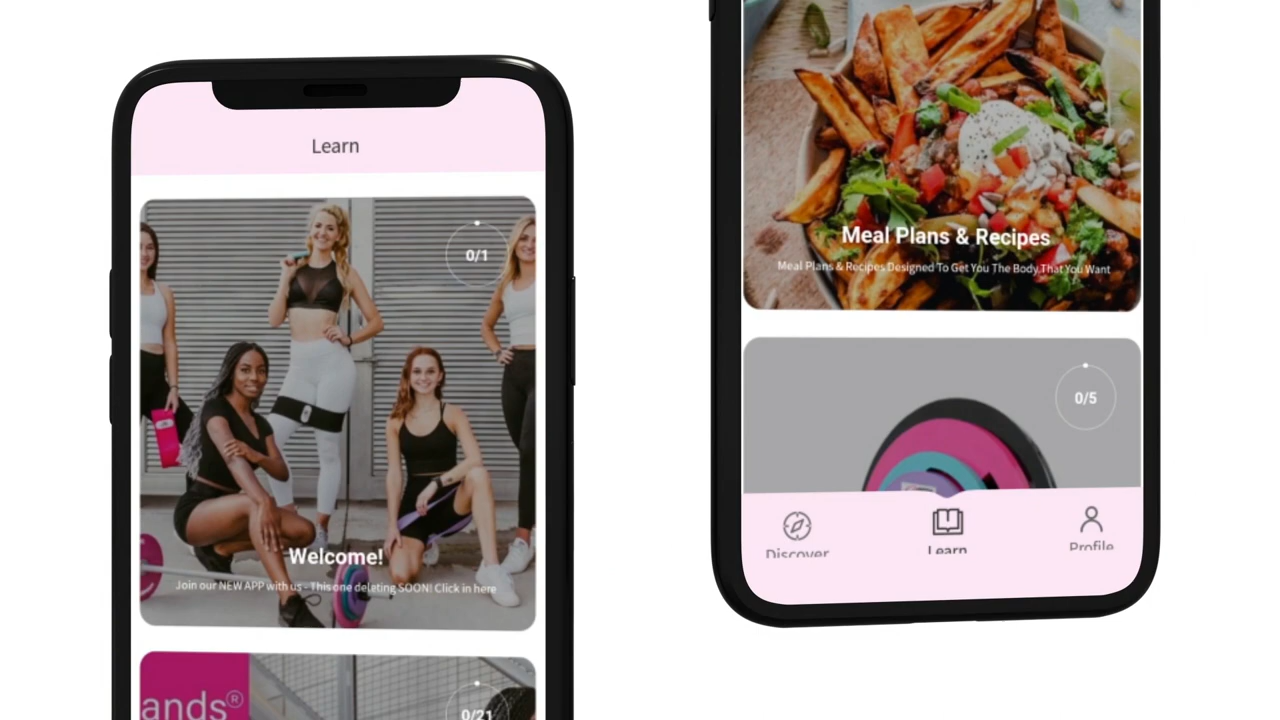 Learn
0/1
Welcome!
Join our NEW APP with us - This one deleting SOON! Click in here
ands®
0/21
Meal Plans & Recipes
Meal Plans & Recipes Designed To Get You The Body That You Want
0/5
Discover
Learn
Profile